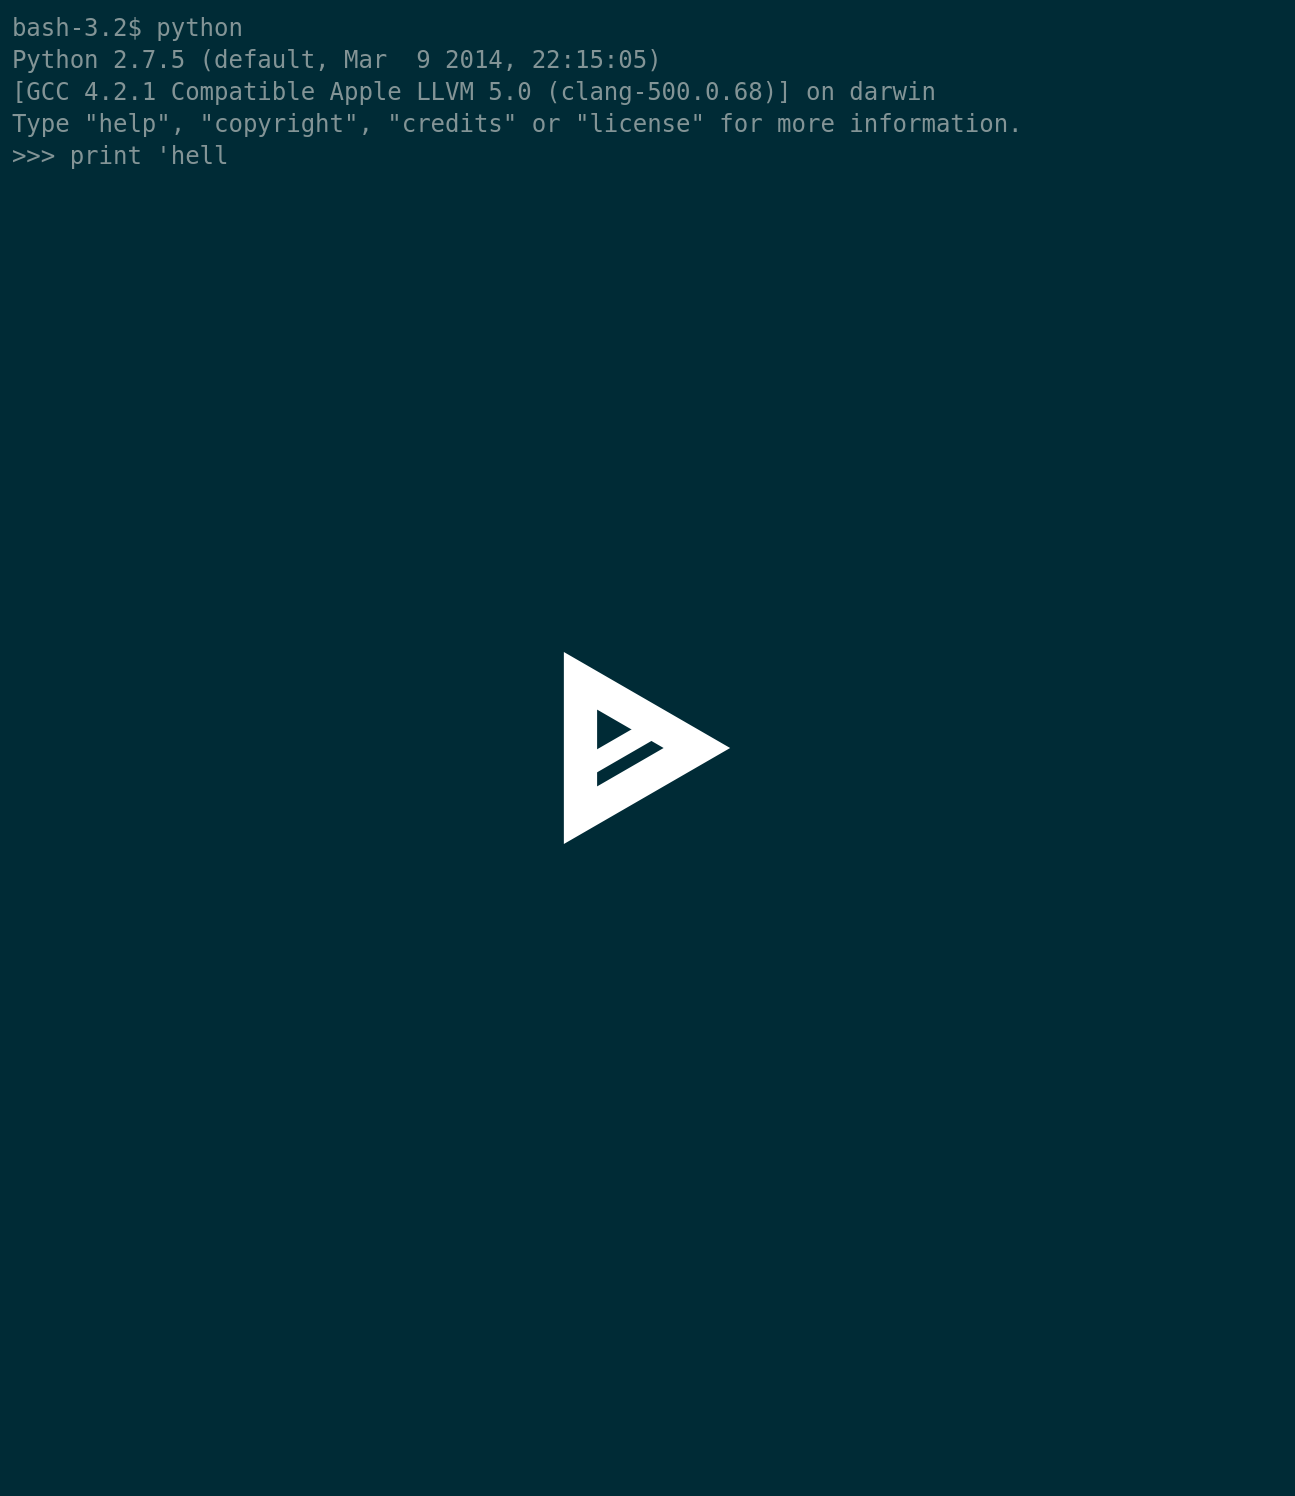 bash-3.2$ python
Python 2.7.5 (default, Mar  9 2014, 22:15:05)
[GCC 4.2.1 Compatible Apple LLVM 5.0 (clang-500.0.68)] on darwin
Type "help", "copyright", "credits" or "license" for more information.
>>> print 'hell